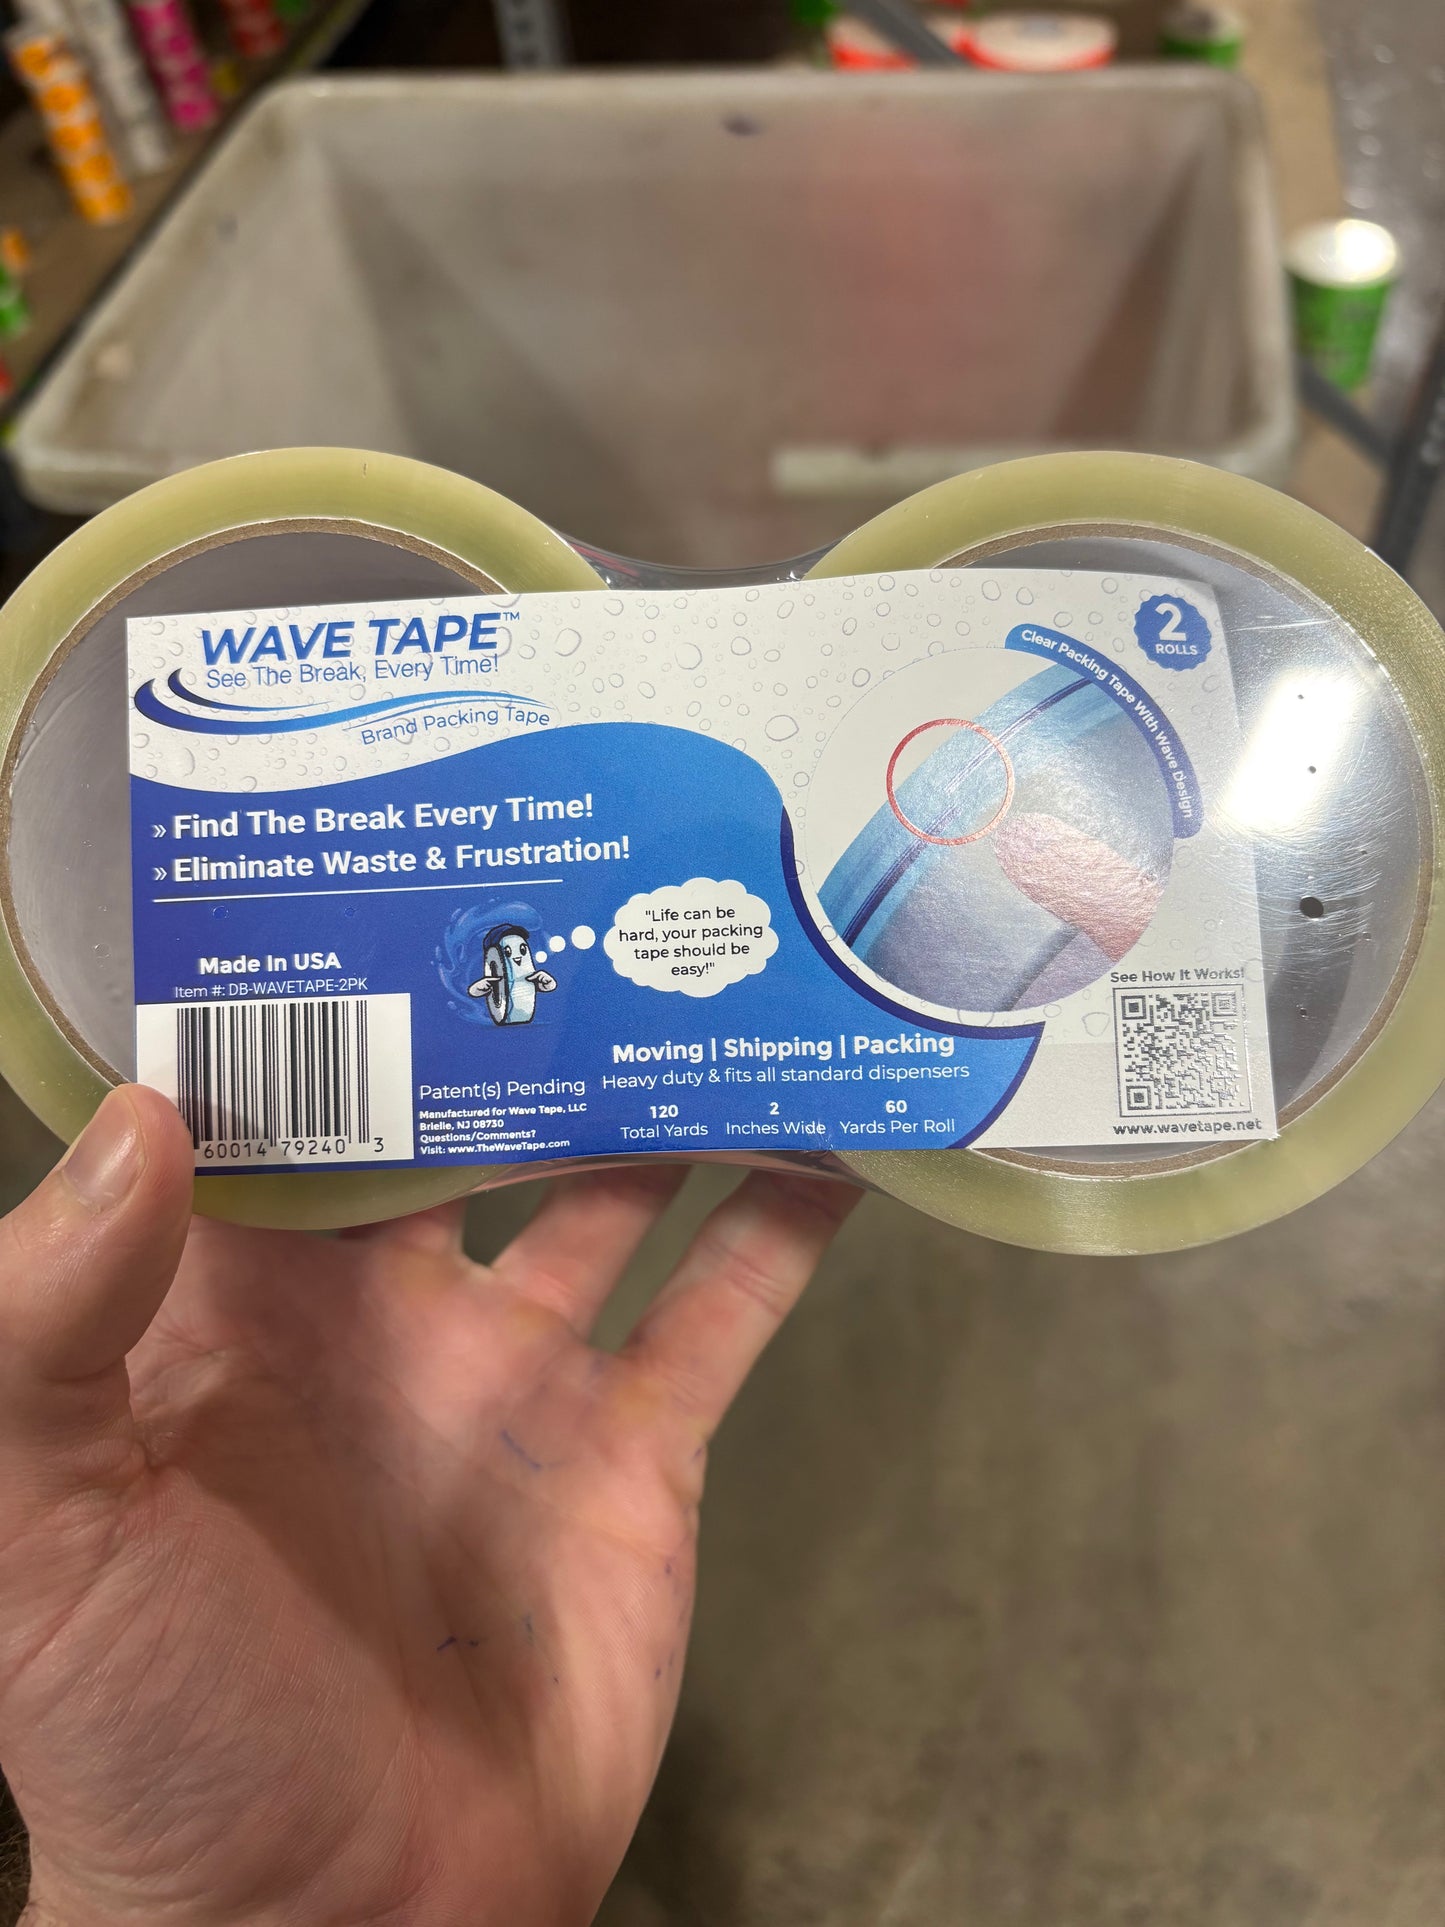 WAVE TAPE™
See The Break, Every Time!
Brand Packing Tape
2
ROLLS
Clear Packing Tape With Wave Design
» Find The Break Every Time!
» Eliminate Waste & Frustration!
"Life can be
hard, your packing
tape should be
easy!"
Made In USA
Item #: DB-WAVETAPE-2PK
60014 79240 3
Patent(s) Pending
Manufactured for Wave Tape, LLC
Brielle, NJ 08730
Questions/Comments?
Visit: www.TheWaveTape.com
Moving | Shipping | Packing
Heavy duty & fits all standard dispensers
120 2 60
Total Yards Inches Wide Yards Per Roll
See How It Works!
www.wavetape.net